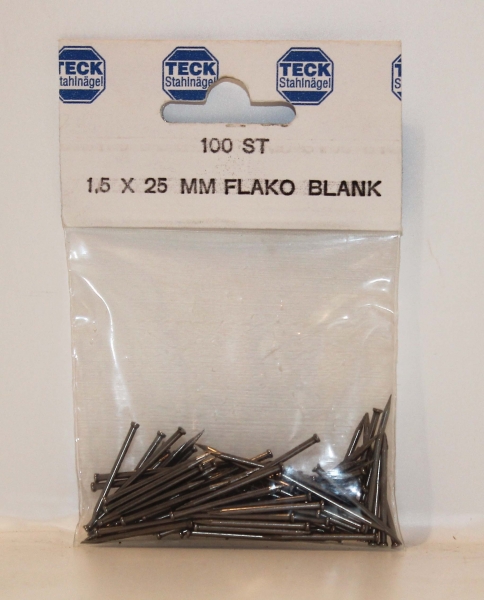 TECK
Stahlnägel
TECK
Stahlnägel
TECK
Stahlnägel
100 ST
1,5 X 25 MM FLAKO BLANK